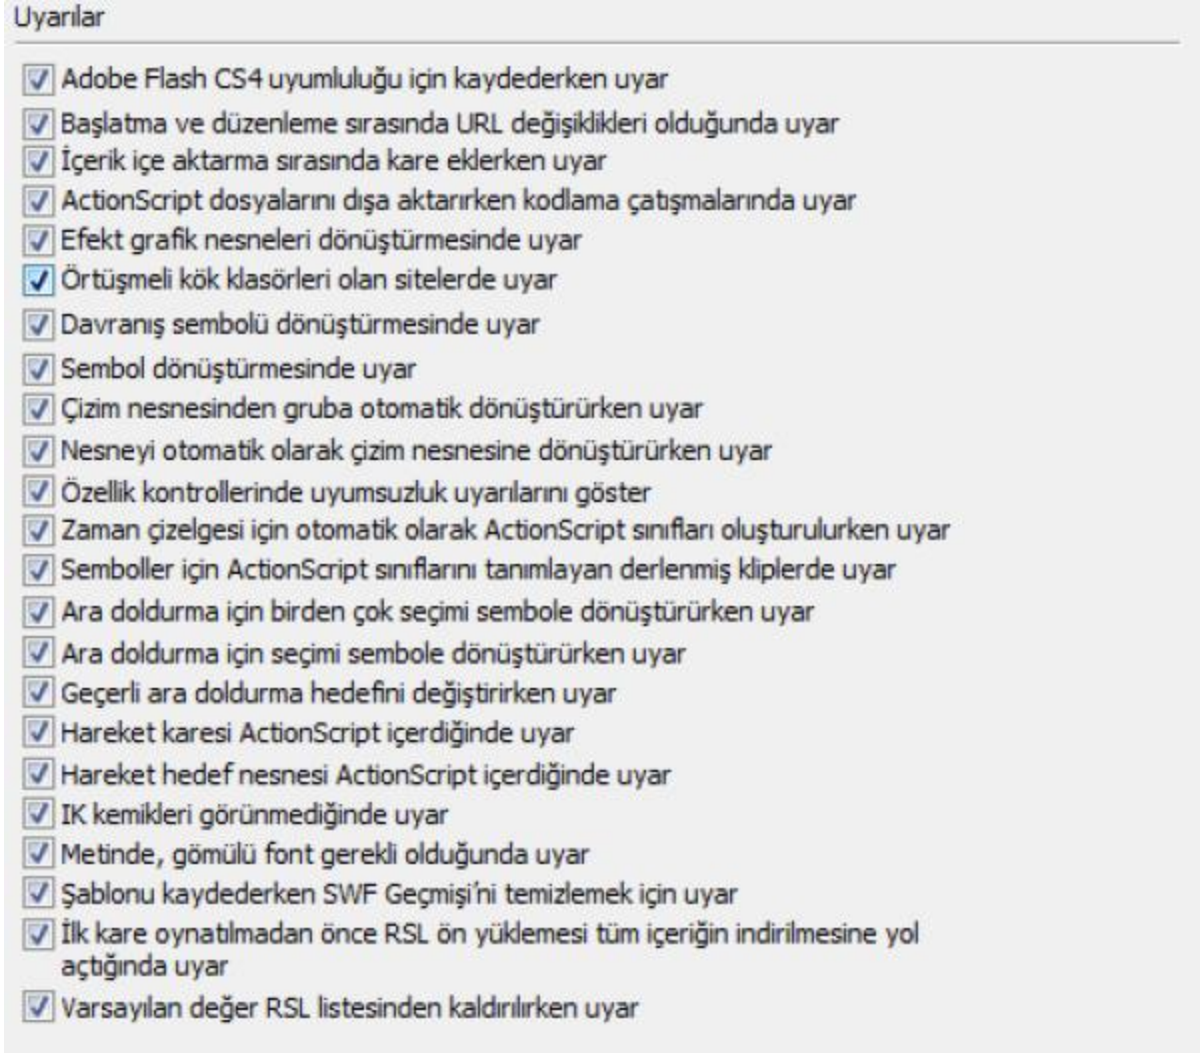 Uyarılar
Adobe Flash CS4 uyumluluğu için kaydederken uyar
Başlatma ve düzenleme sırasında URL değişiklikleri olduğunda uyar
İçerik içe aktarma sırasında kare eklerken uyar
ActionScript dosyalarını dışa aktarırken kodlama çatışmalarında uyar
Efekt grafik nesneleri dönüştürmesinde uyar
Örtüşmeli kök klasörleri olan sitelerde uyar
Davranış sembolü dönüştürmesinde uyar
Sembol dönüştürmesinde uyar
Çizim nesnesinden gruba otomatik dönüştürürken uyar
Nesneyi otomatik olarak çizim nesnesine dönüştürürken uyar
Özellik kontrollerinde uyumsuzluk uyarılarını göster
Zaman çizelgesi için otomatik olarak ActionScript sınıfları oluşturulurken uyar
Semboller için ActionScript sınıflarını tanımlayan derlenmiş kliplerde uyar
Ara doldurma için birden çok seçimi sembole dönüştürürken uyar
Ara doldurma için seçimi sembole dönüştürürken uyar
Geçerli ara doldurma hedefini değiştirirken uyar
Hareket karesi ActionScript içerdiğinde uyar
Hareket hedef nesnesi ActionScript içerdiğinde uyar
IK kemikleri görünmediğinde uyar
Metinde, gömülü font gerekli olduğunda uyar
Şablonu kaydederken SWF Geçmişi'ni temizlemek için uyar
İlk kare oynatılmadan önce RSL ön yüklemesi tüm içeriğin indirilmesine yol
açtığında uyar
Varsayılan değer RSL listesinden kaldırılırken uyar